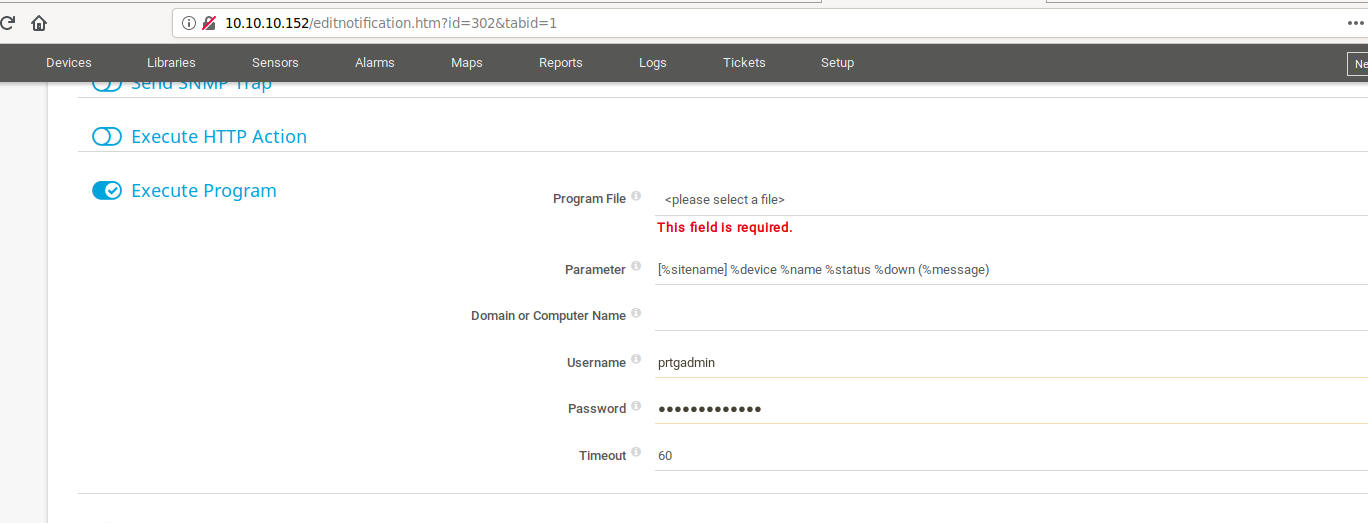 10.10.10.152/editnotification.htm?id=302&tabid=1
Devices Libraries Sensors Alarms Maps Reports Logs Tickets Setup Ne
Send SNMP Trap
Execute HTTP Action
Execute Program
Program File <please select a file>
This field is required.
Parameter [%sitename] %device %name %status %down (%message)
Domain or Computer Name
Username prtgadmin
Password •••••••••••••
Timeout 60